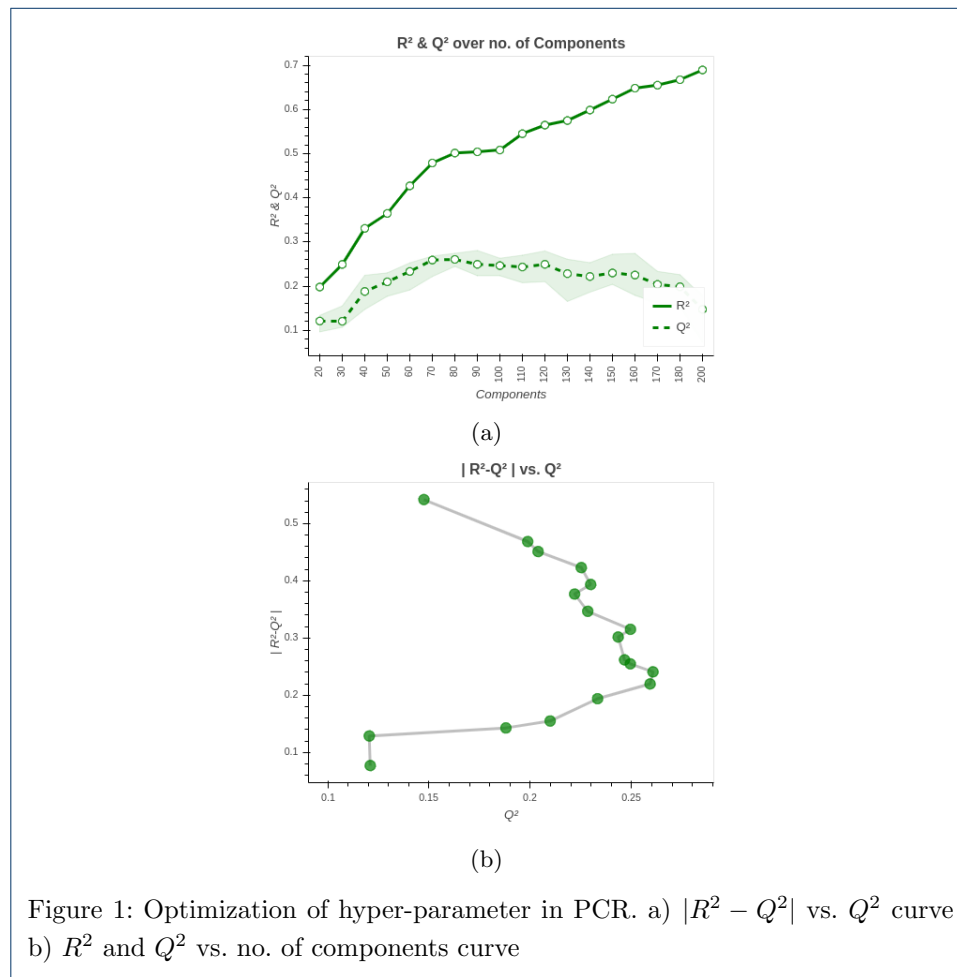 R² & Q² over no. of Components
R² & Q²
0.7
0.6
0.5
0.4
0.3
0.2
0.1
R²
Q²
20 30 40 50 60 70 80 90 100 110 120 130 140 150 160 170 180 200
Components
(a)
| R²-Q² | vs. Q²
| R²-Q² |
0.5
0.4
0.3
0.2
0.1
0.1 0.15 0.2 0.25
Q²
(b)
Figure 1: Optimization of hyper-parameter in PCR. a) |R² − Q²| vs. Q² curve
b) R² and Q² vs. no. of components curve